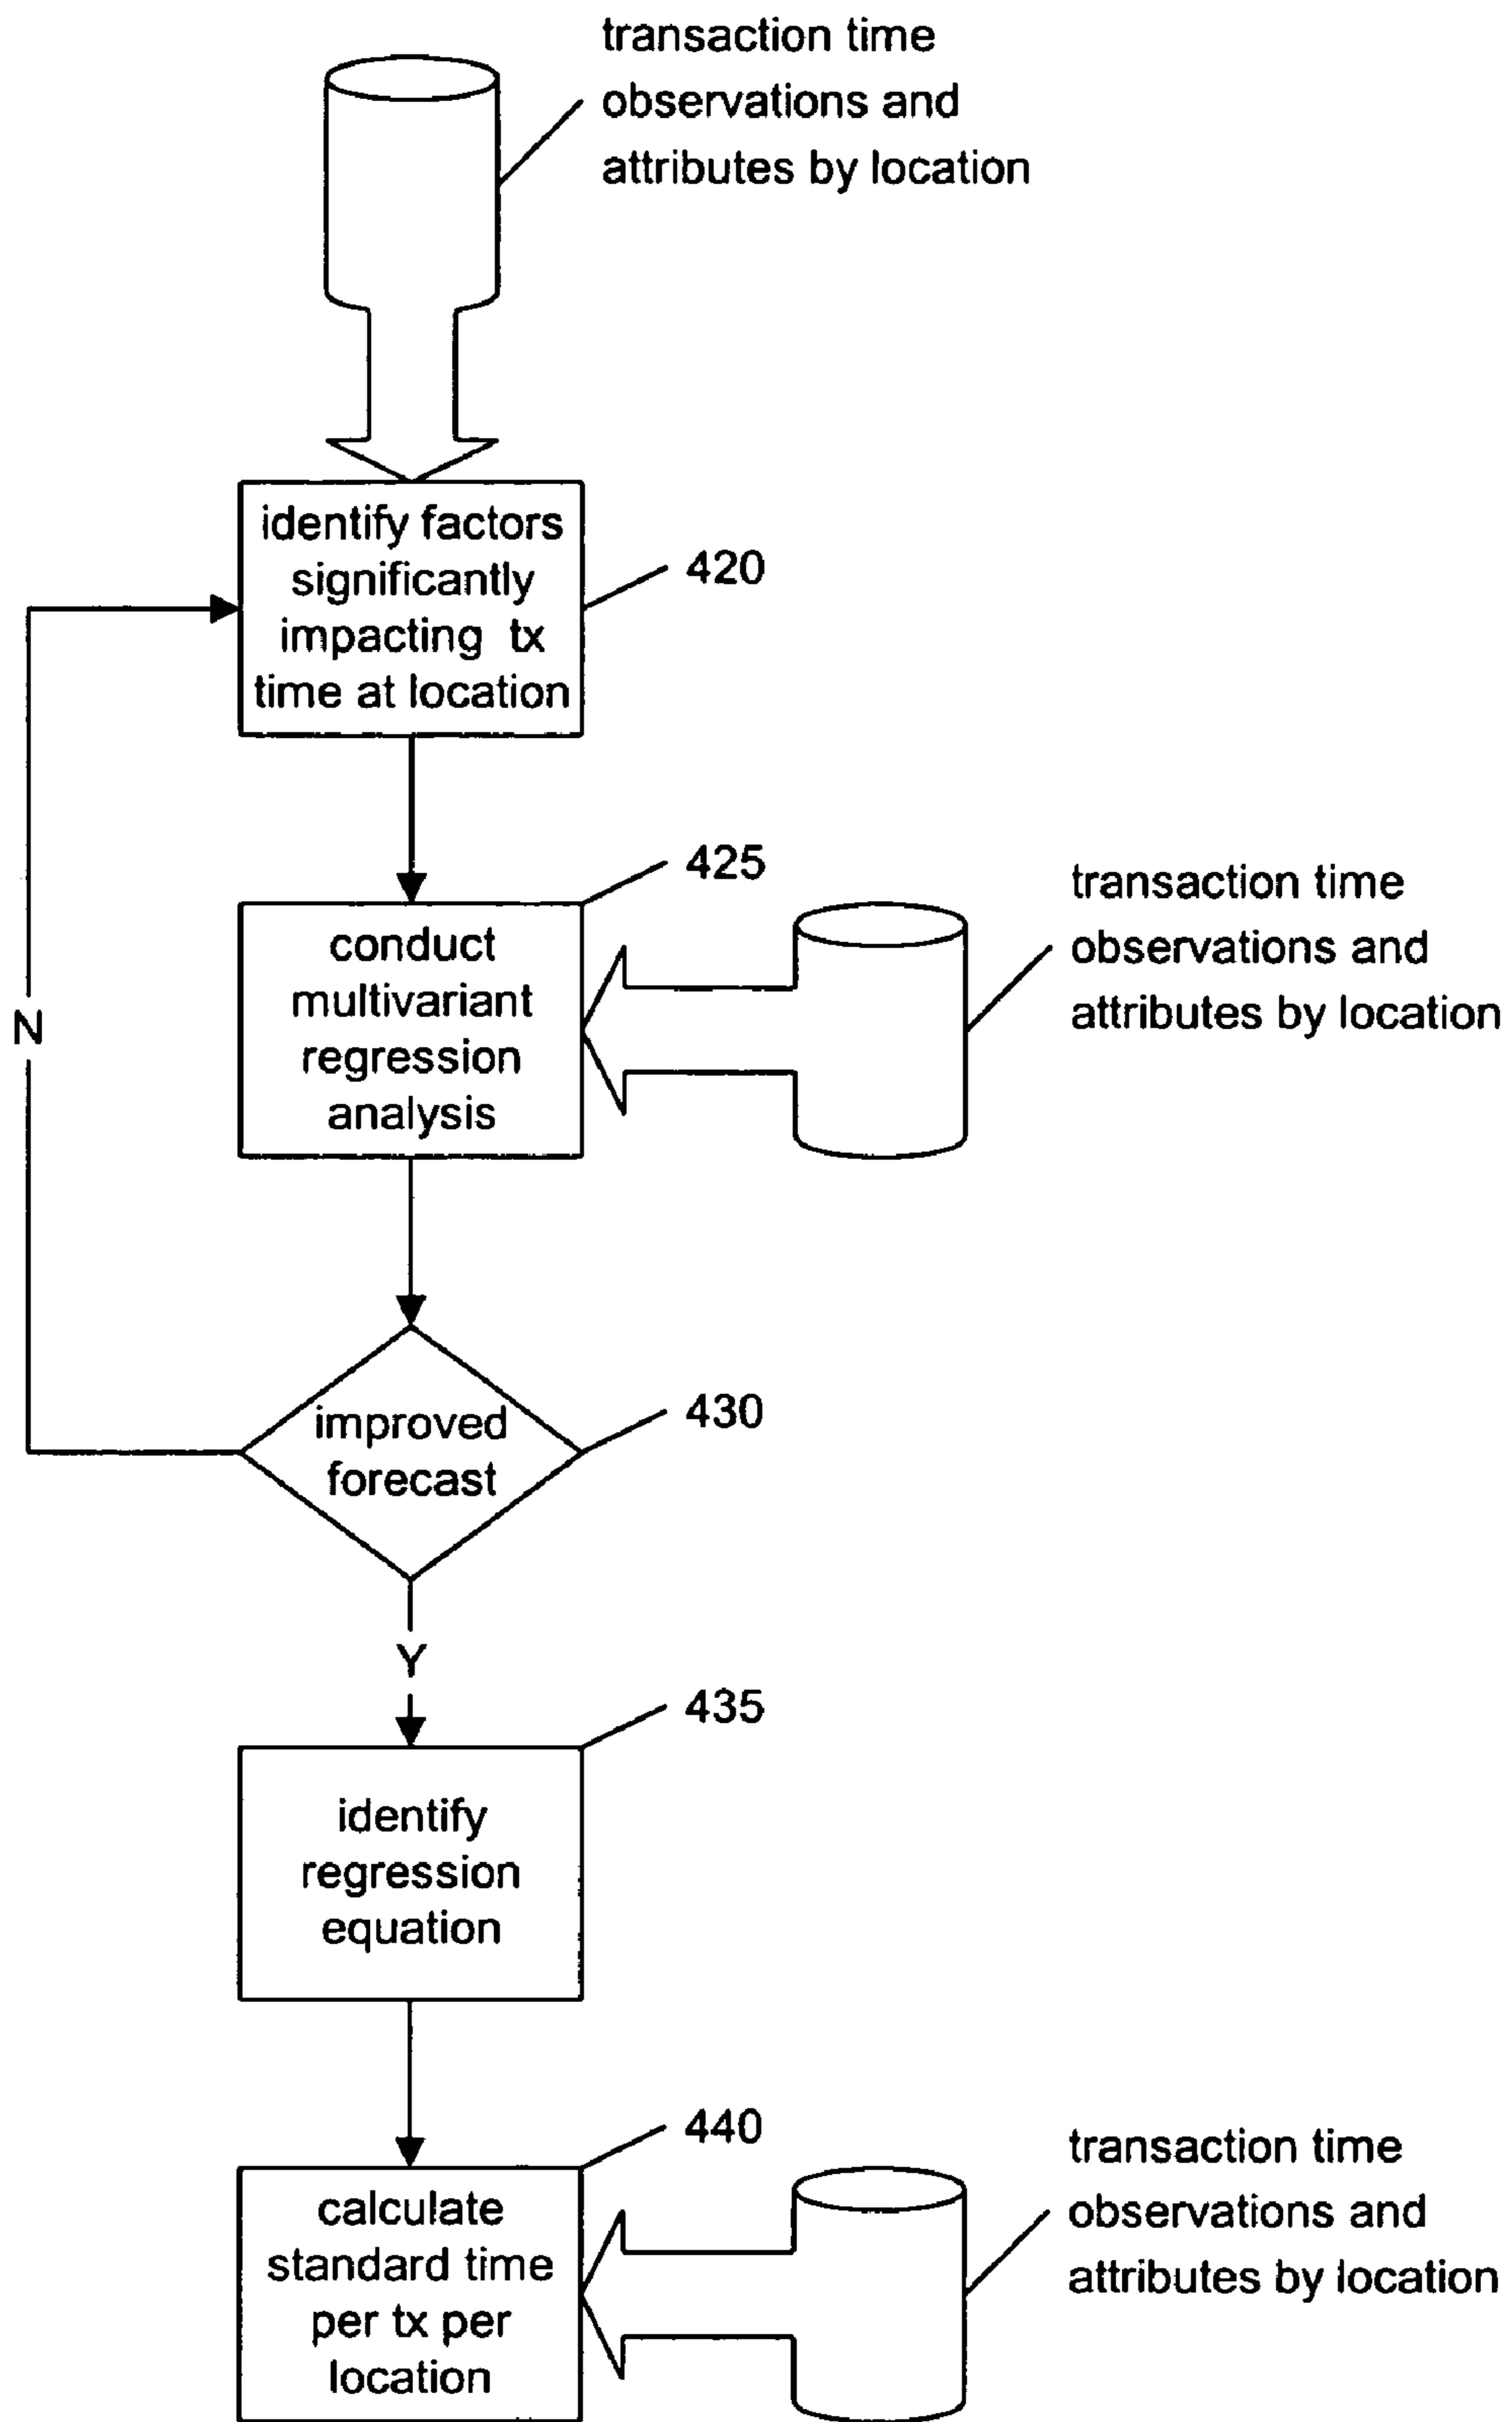 transaction time
observations and
attributes by location
identify factors
significantly
impacting tx
time at location
420
425
conduct
multivariant
regression
analysis
transaction time
observations and
attributes by location
N
improved
forecast
430
Y
435
identify
regression
equation
440
calculate
standard time
per tx per
location
transaction time
observations and
attributes by location